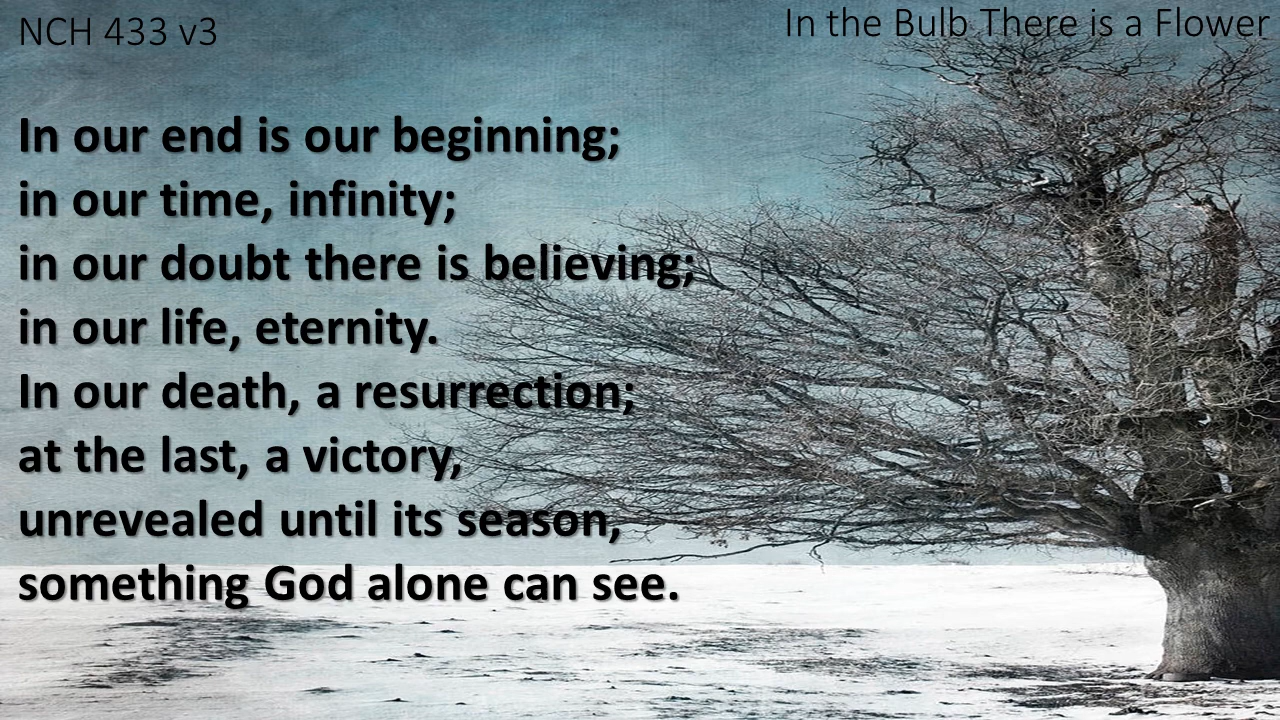 NCH 433 v3
In the Bulb There is a Flower
In our end is our beginning;
in our time, infinity;
in our doubt there is believing;
in our life, eternity.
In our death, a resurrection;
at the last, a victory,
unrevealed until its season,
something God alone can see.